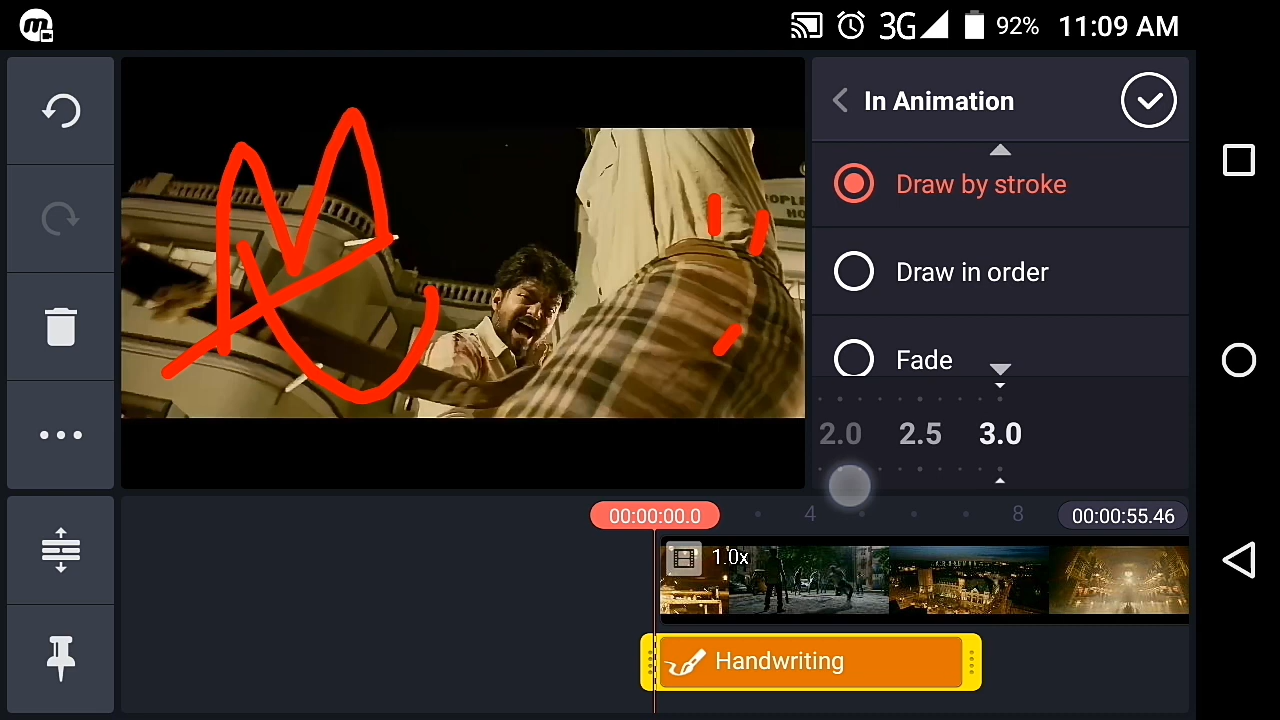 3G 92% 11:09 AM
In Animation
Draw by stroke
Draw in order
Fade
2.0 2.5 3.0
00:00:00.0 4 8 00:00:55.46
1.0x
Handwriting